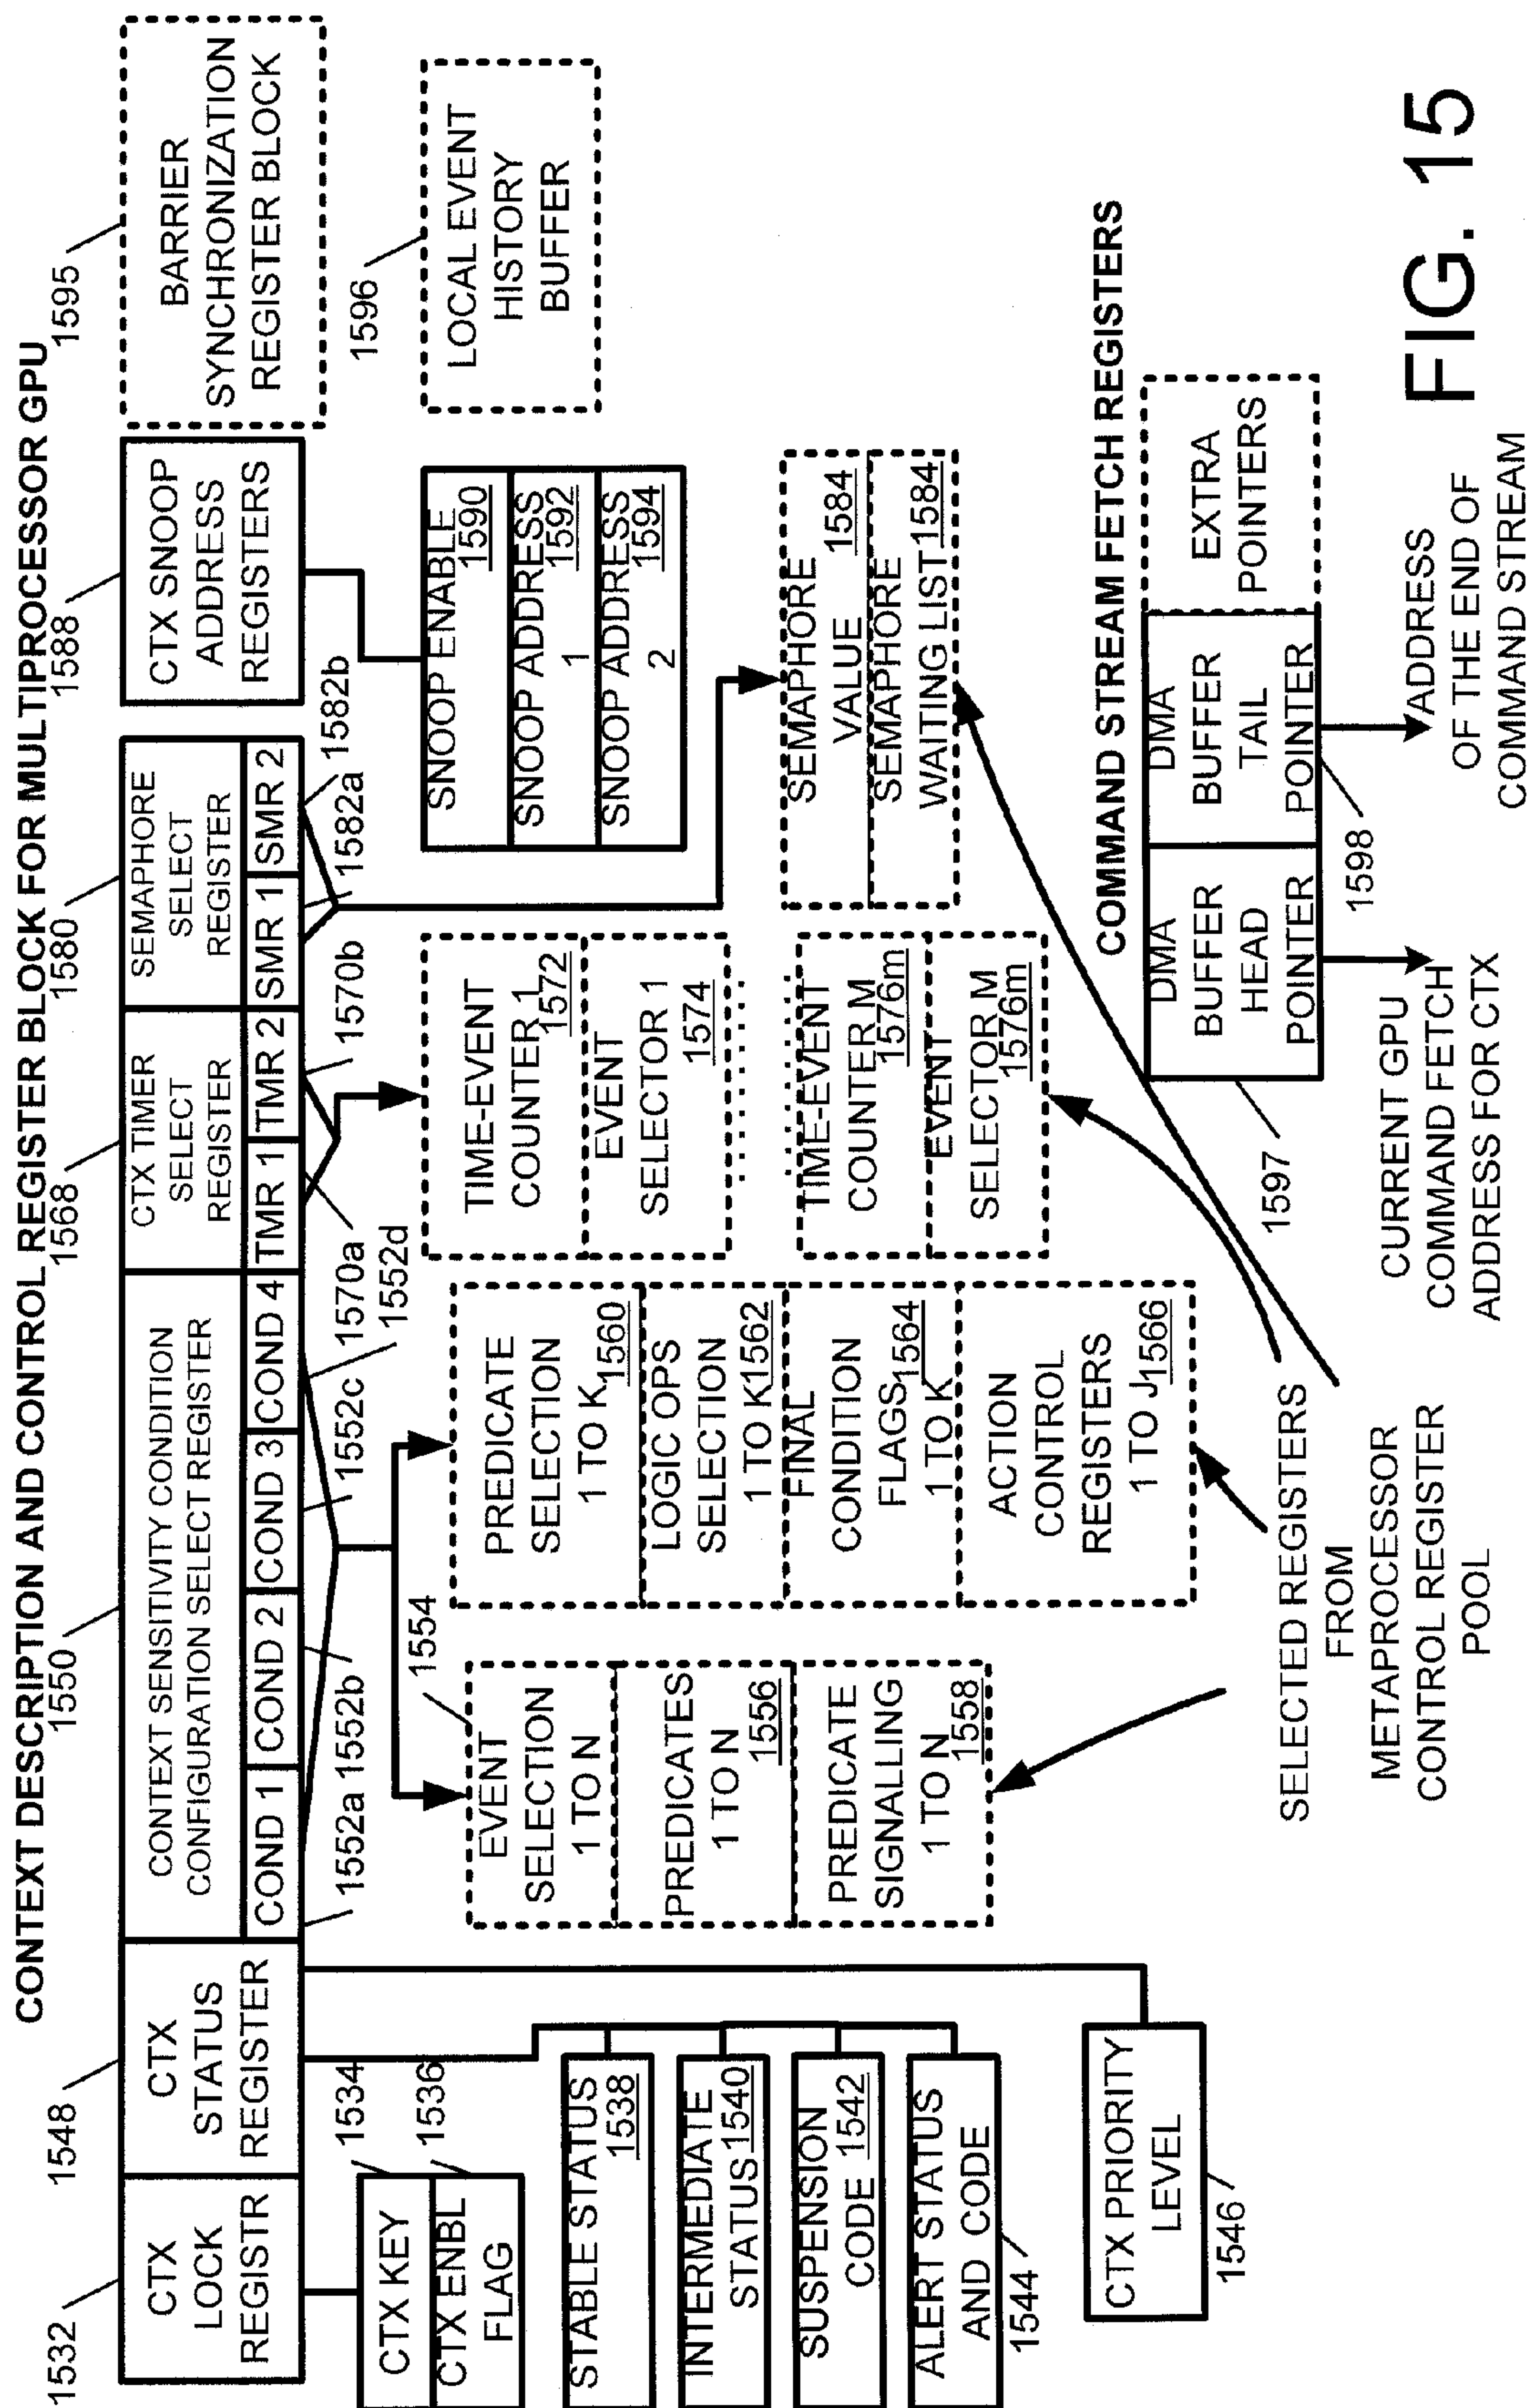 CONTEXT DESCRIPTION AND CONTROL REGISTER BLOCK FOR MULTIPROCESSOR GPU
1532
1548
1550
1568
1580
1588
1595
CTX
LOCK
REGISTR
CTX
STATUS
REGISTER
CONTEXT SENSITIVITY CONDITION
CONFIGURATION SELECT REGISTER
COND 1
COND 2
COND 3
COND 4
CTX TIMER
SELECT
REGISTER
TMR 1
TMR 2
SEMAPHORE
SELECT
REGISTER
SMR 1
SMR 2
CTX SNOOP
ADDRESS
REGISTERS
BARRIER
SYNCHRONIZATION
REGISTER BLOCK
1534
1536
1552a
1552b
1552c
1552d
1570a
1570b
1582a
1582b
1596
CTX KEY
CTX ENBL
FLAG
STABLE STATUS
1538
INTERMEDIATE
STATUS 1540
SUSPENSION
CODE 1542
ALERT STATUS
AND CODE
1544
CTX PRIORITY
LEVEL
1546
1554
EVENT
SELECTION
1 TO N
PREDICATES
1 TO N
1556
PREDICATE
SIGNALLING
1 TO N
1558
PREDICATE
SELECTION
1 TO K 1560
LOGIC OPS
SELECTION
1 TO K 1562
FINAL
CONDITION
FLAGS 1564
1 TO K
ACTION
CONTROL
REGISTERS
1 TO J 1566
TIME-EVENT
COUNTER 1
1572
EVENT
SELECTOR 1
1574
TIME-EVENT
COUNTER M
1576m
EVENT
SELECTOR M
1576m
SNOOP ENABLE
1590
SNOOP ADDRESS
1 1592
SNOOP ADDRESS
2 1594
SEMAPHORE
VALUE 1584
SEMAPHORE
WAITING LIST 1584
LOCAL EVENT
HISTORY
BUFFER
SELECTED REGISTERS
FROM
METAPROCESSOR
CONTROL REGISTER
POOL
COMMAND STREAM FETCH REGISTERS
DMA
BUFFER
HEAD
POINTER
DMA
BUFFER
TAIL
POINTER
EXTRA
POINTERS
1597
1598
CURRENT GPU
COMMAND FETCH
ADDRESS FOR CTX
ADDRESS
OF THE END OF
COMMAND STREAM
FIG. 15